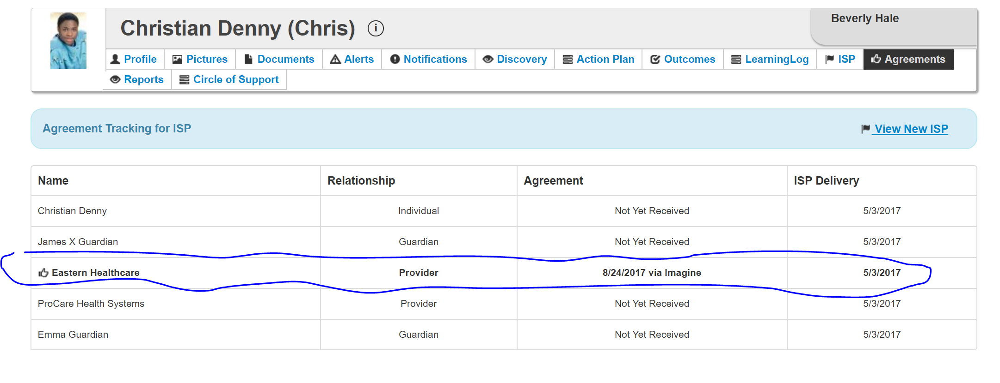 Christian Denny (Chris) i
Beverly Hale
Profile Pictures Documents Alerts Notifications Discovery Action Plan Outcomes LearningLog ISP Agreements
Reports Circle of Support
Agreement Tracking for ISP View New ISP
Name Relationship Agreement ISP Delivery
Christian Denny Individual Not Yet Received 5/3/2017
James X Guardian Guardian Not Yet Received 5/3/2017
Eastern Healthcare Provider 8/24/2017 via Imagine 5/3/2017
ProCare Health Systems Provider Not Yet Received 5/3/2017
Emma Guardian Guardian Not Yet Received 5/3/2017